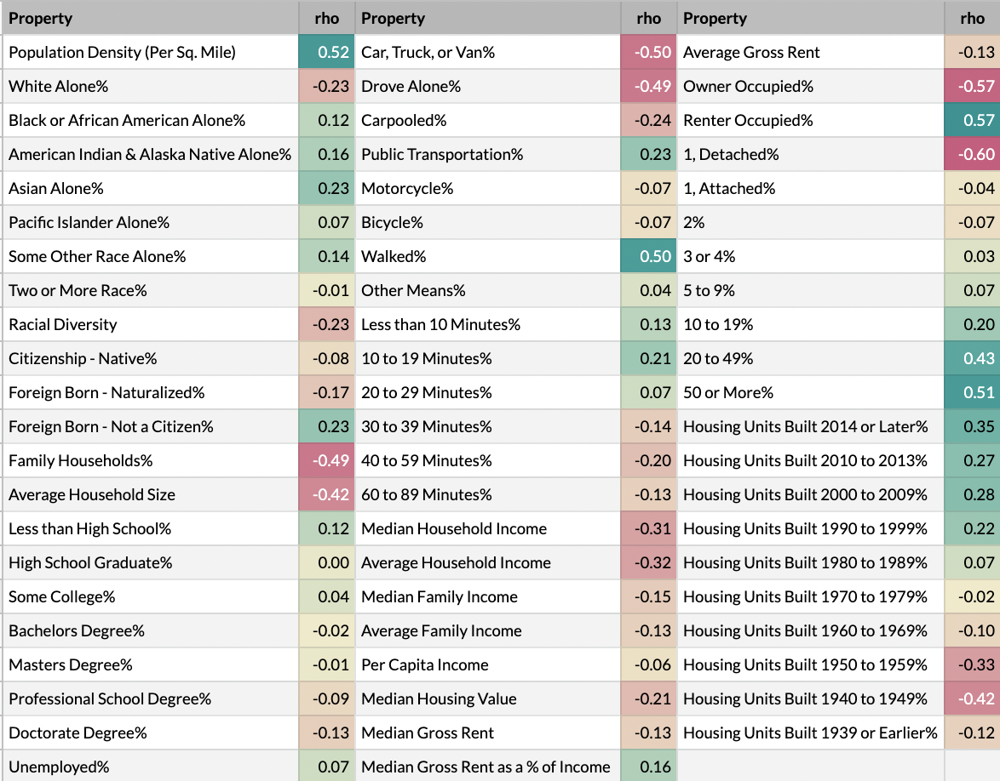 Property rho Property rho Property rho
Population Density (Per Sq. Mile) 0.52 Car, Truck, or Van% -0.50 Average Gross Rent -0.13
White Alone% -0.23 Drove Alone% -0.49 Owner Occupied% -0.57
Black or African American Alone% 0.12 Carpooled% -0.24 Renter Occupied% 0.57
American Indian & Alaska Native Alone% 0.16 Public Transportation% 0.23 1, Detached% -0.60
Asian Alone% 0.23 Motorcycle% -0.07 1, Attached% -0.04
Pacific Islander Alone% 0.07 Bicycle% -0.07 2% -0.07
Some Other Race Alone% 0.14 Walked% 0.50 3 or 4% 0.03
Two or More Race% -0.01 Other Means% 0.04 5 to 9% 0.07
Racial Diversity -0.23 Less than 10 Minutes% 0.13 10 to 19% 0.20
Citizenship - Native% -0.08 10 to 19 Minutes% 0.21 20 to 49% 0.43
Foreign Born - Naturalized% -0.17 20 to 29 Minutes% 0.07 50 or More% 0.51
Foreign Born - Not a Citizen% 0.23 30 to 39 Minutes% -0.14 Housing Units Built 2014 or Later% 0.35
Family Households% -0.49 40 to 59 Minutes% -0.20 Housing Units Built 2010 to 2013% 0.27
Average Household Size -0.42 60 to 89 Minutes% -0.13 Housing Units Built 2000 to 2009% 0.28
Less than High School% 0.12 Median Household Income -0.31 Housing Units Built 1990 to 1999% 0.22
High School Graduate% 0.00 Average Household Income -0.32 Housing Units Built 1980 to 1989% 0.07
Some College% 0.04 Median Family Income -0.15 Housing Units Built 1970 to 1979% -0.02
Bachelors Degree% -0.02 Average Family Income -0.13 Housing Units Built 1960 to 1969% -0.10
Masters Degree% -0.01 Per Capita Income -0.06 Housing Units Built 1950 to 1959% -0.33
Professional School Degree% -0.09 Median Housing Value -0.21 Housing Units Built 1940 to 1949% -0.42
Doctorate Degree% -0.13 Median Gross Rent -0.13 Housing Units Built 1939 or Earlier% -0.12
Unemployed% 0.07 Median Gross Rent as a % of Income 0.16